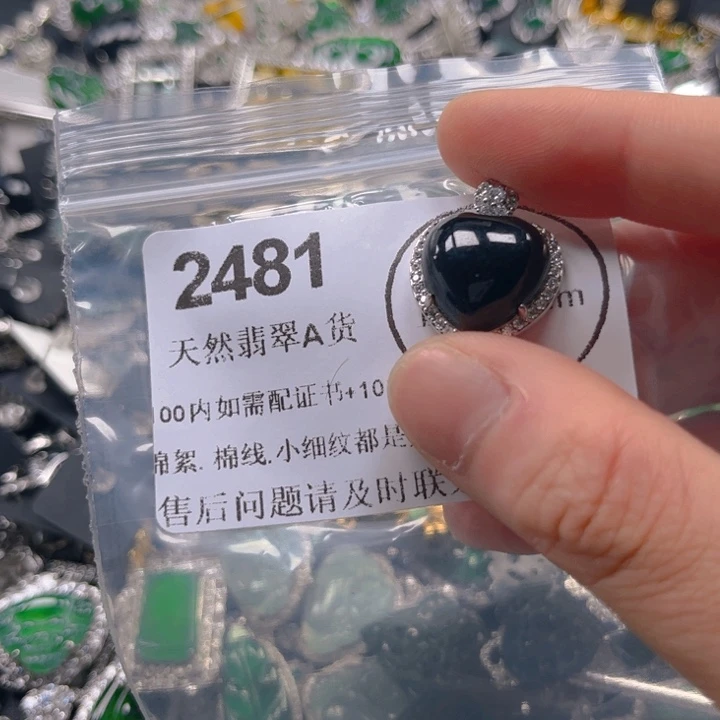 2481
天然翡翠A货
00内如需配证书+10
棉絮.棉线.小细纹都是
售后问题请及时联
m